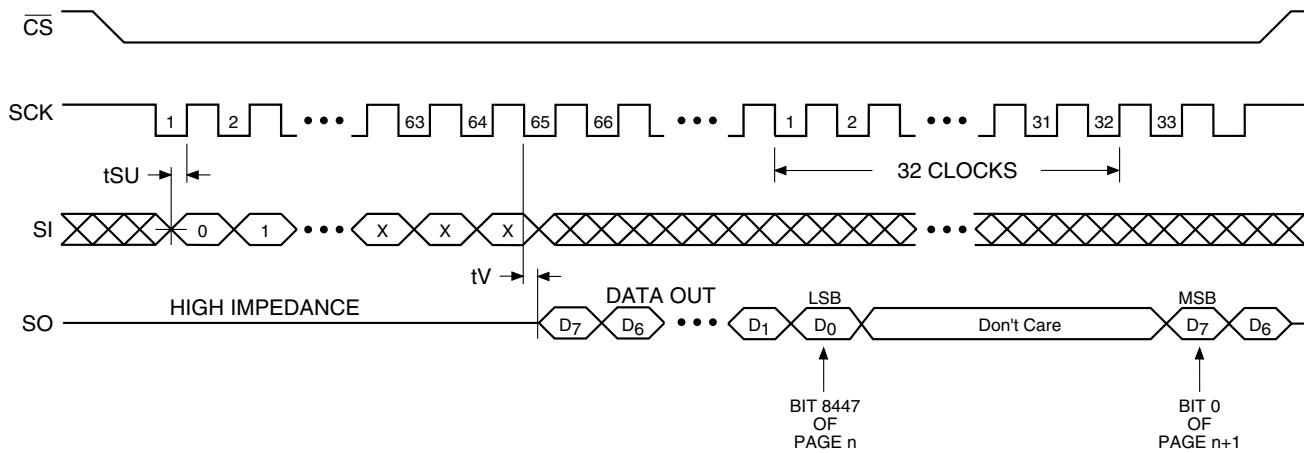 CS
SCK
1 2 ••• 63 64 65 66 ••• 1 2 ••• 31 32 33
tSU
32 CLOCKS
SI
0 1 ••• X X X •••
tV
HIGH IMPEDANCE
DATA OUT
LSB
MSB
SO
D7 D6 ••• D1 D0 Don't Care D7 D6
BIT 8447
OF
PAGE n
BIT 0
OF
PAGE n+1